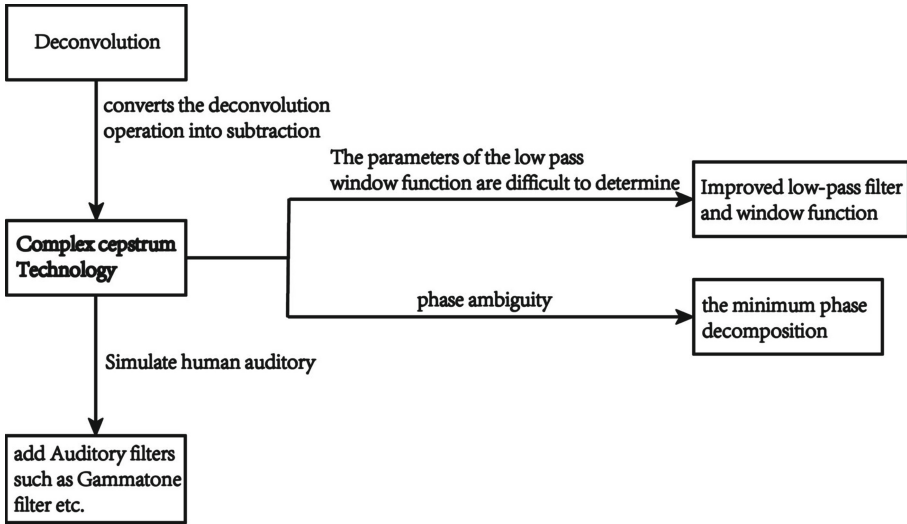 Deconvolution
converts the deconvolution
operation into subtraction
The parameters of the low pass
window function are difficult to determine
Improved low-pass filter
and window function
Complex cepstrum
Technology
phase ambiguity
the minimum phase
decomposition
Simulate human auditory
add Auditory filters
such as Gammatone
filter etc.